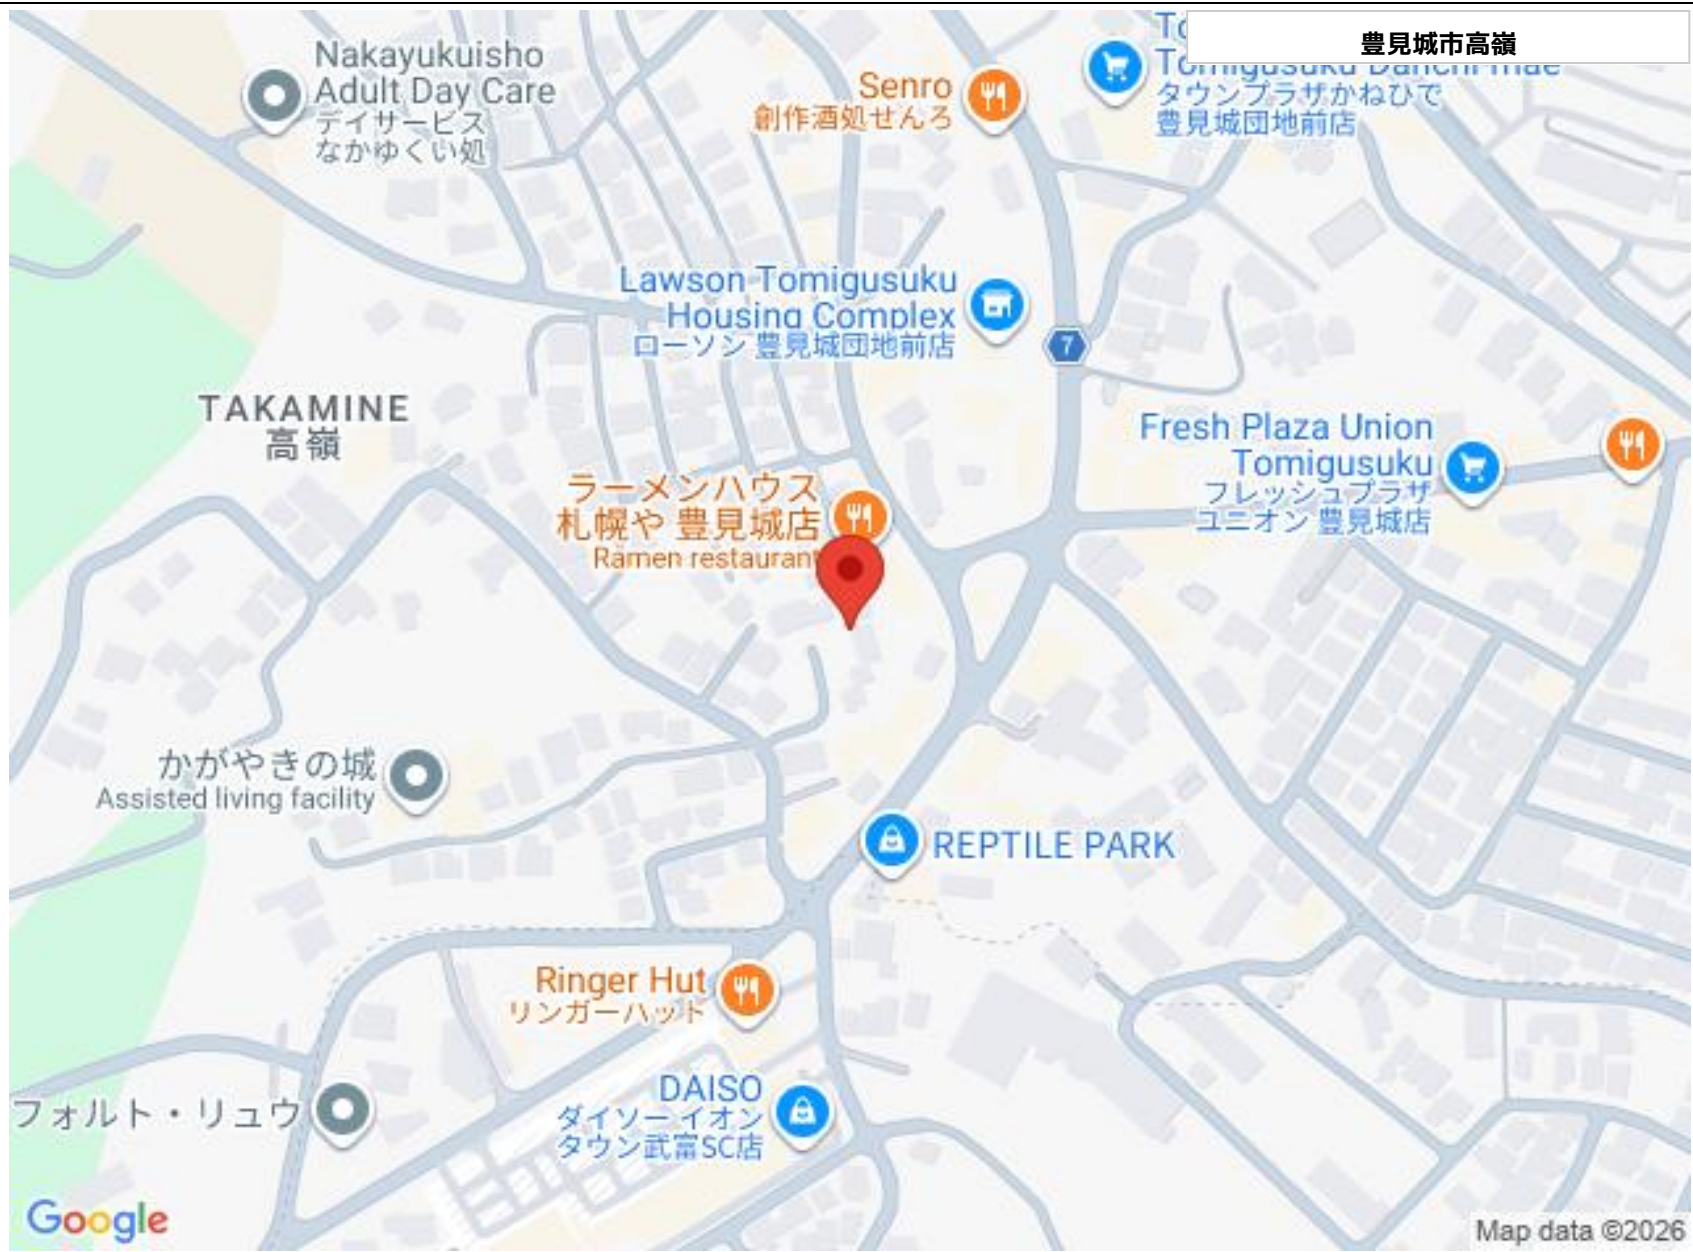 豊見城市高嶺
Nakayukuisho
Adult Day Care
デイサービス
なかゆくい処
Senro
創作酒処せんろ
Tomigusuku Danchi mae
タウンプラザかねひで
豊見城団地前店
Lawson Tomigusuku
Housing Complex
ローソン 豊見城団地前店
7
TAKAMINE
高嶺
Fresh Plaza Union
Tomigusuku
フレッシュプラザ
ユニオン 豊見城店
ラーメンハウス
札幌や 豊見城店
Ramen restaurant
かがやきの城
Assisted living facility
REPTILE PARK
Ringer Hut
リンガーハット
DAISO
ダイソー イオン
タウン武富SC店
フォルト・リュウ
Google
Map data ©2026